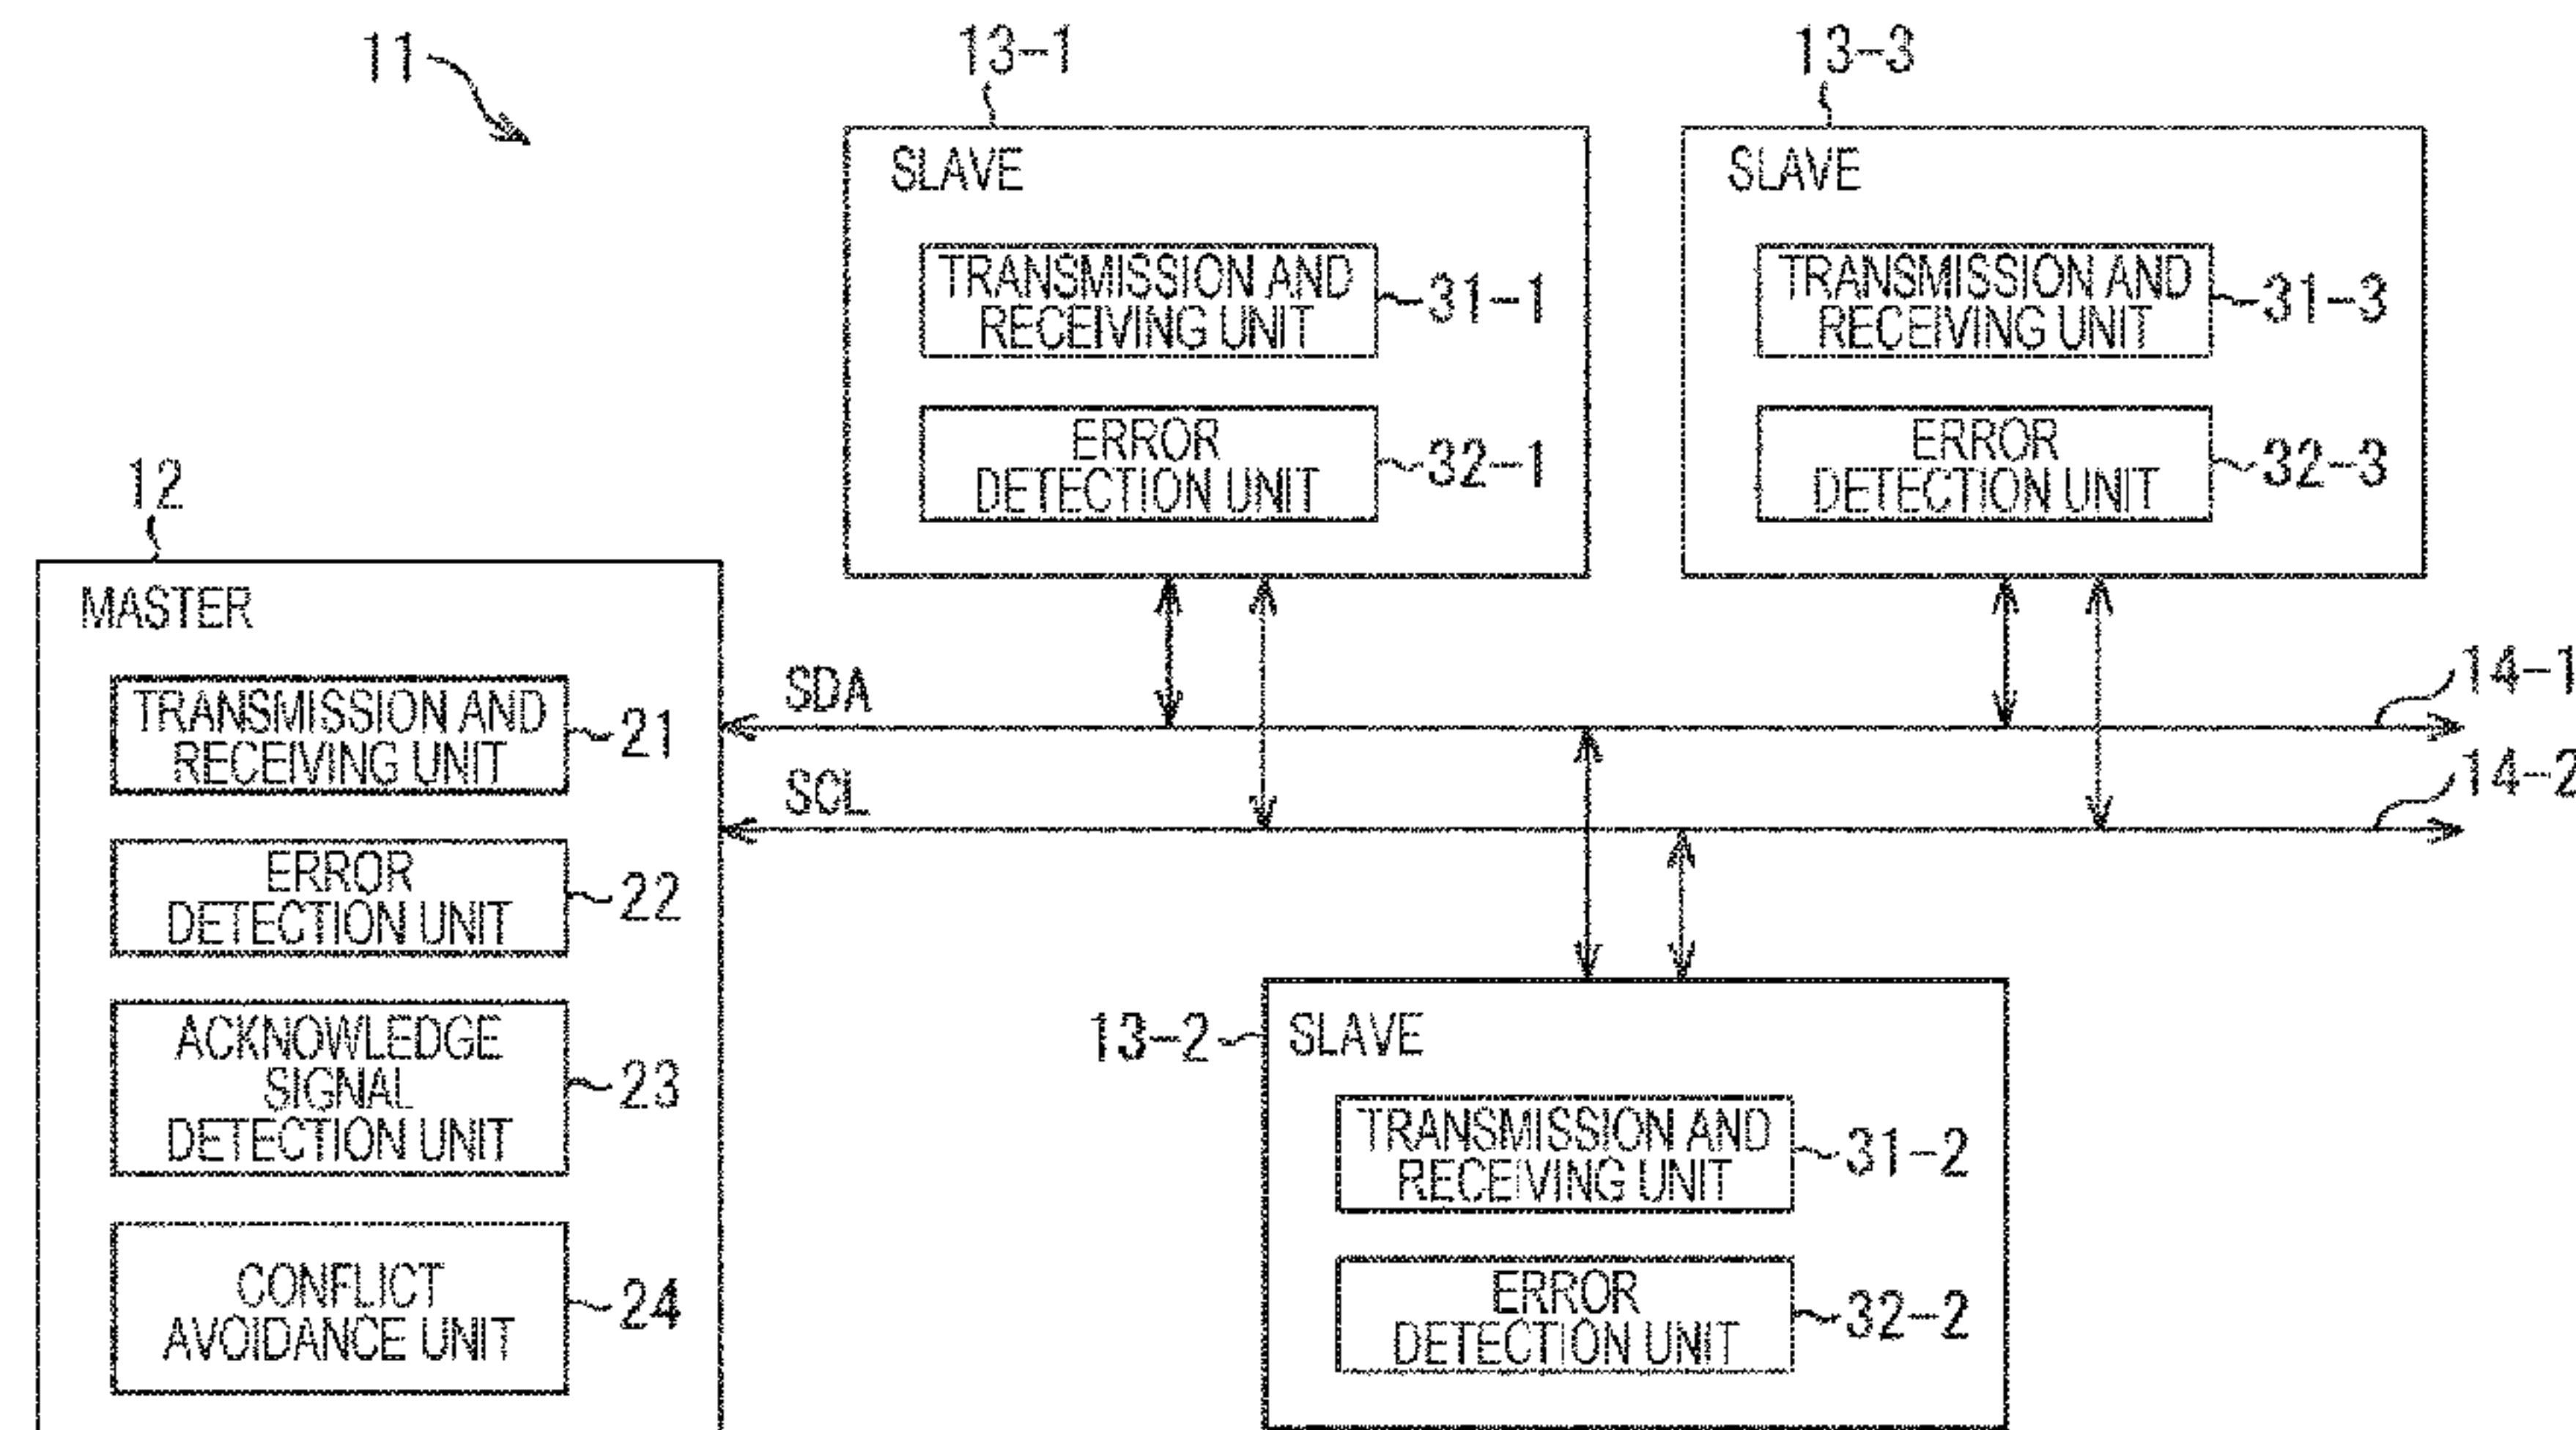 11
13-1
13-3
SLAVE
TRANSMISSION AND
RECEIVING UNIT
31-1
ERROR
DETECTION UNIT
32-1
SLAVE
TRANSMISSION AND
RECEIVING UNIT
31-3
ERROR
DETECTION UNIT
32-3
12
MASTER
TRANSMISSION AND
RECEIVING UNIT
21
ERROR
DETECTION UNIT
22
ACKNOWLEDGE
SIGNAL
DETECTION UNIT
23
CONFLICT
AVOIDANCE UNIT
24
SDA
14-1
SCL
14-2
13-2
SLAVE
TRANSMISSION AND
RECEIVING UNIT
31-2
ERROR
DETECTION UNIT
32-2